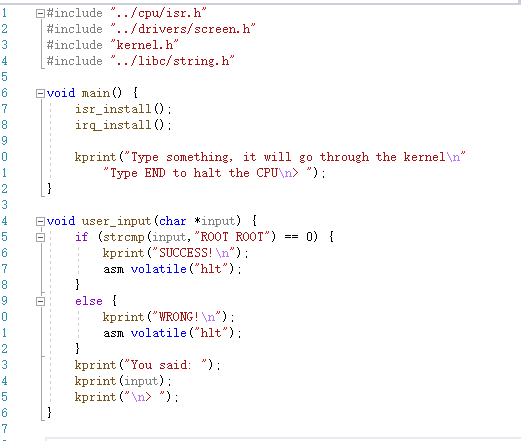 1 #include "../cpu/isr.h"
2 #include "../drivers/screen.h"
3 #include "kernel.h"
4 #include "../libc/string.h"
5
6 void main() {
7 isr_install();
8 irq_install();
9
0 kprint("Type something, it will go through the kernel\n"
1 "Type END to halt the CPU\n> ");
2 }
3
4 void user_input(char *input) {
5 if (strcmp(input,"ROOT ROOT") == 0) {
6 kprint("SUCCESS!\n");
7 asm volatile("hlt");
8 }
9 else {
0 kprint("WRONG!\n");
1 asm volatile("hlt");
2 }
3 kprint("You said: ");
4 kprint(input);
5 kprint("\n> ");
6 }
7